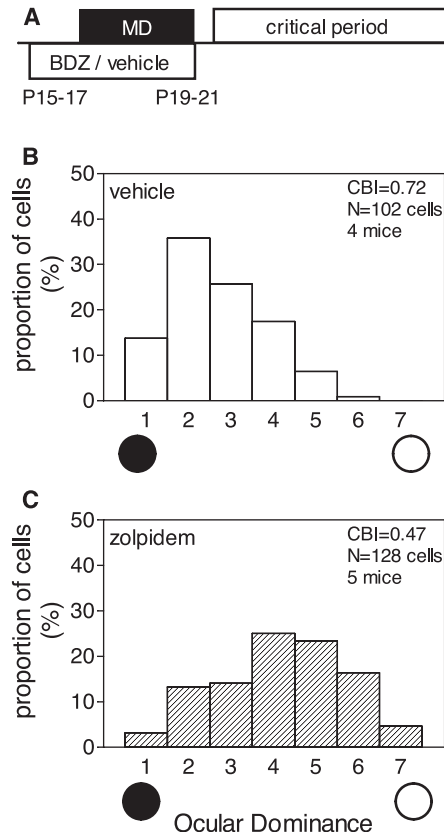 A
MD
critical period
BDZ / vehicle
P15-17
P19-21
B
proportion of cells
(%)
50
40
30
20
10
0
vehicle
CBI=0.72
N=102 cells
4 mice
1 2 3 4 5 6 7
C
proportion of cells
(%)
50
40
30
20
10
0
zolpidem
CBI=0.47
N=128 cells
5 mice
1 2 3 4 5 6 7
Ocular Dominance